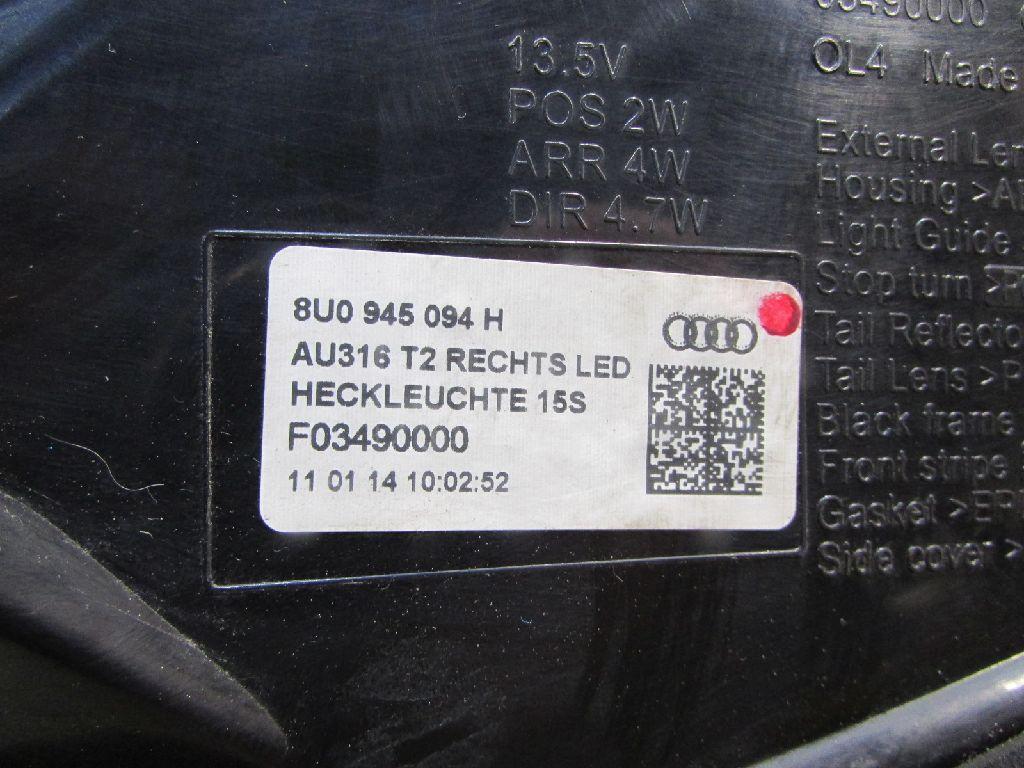 13.5V
POS 2W
ARR 4W
DIR 4.7W
8U0 945 094 H
AU316 T2 RECHTS LED
HECKLEUCHTE 15S
F03490000
11 01 14 10:02:52
03490000
OL4 Made
External
Housing
Light Guide
Stop turn
Tail
Tail Lens >P
Black frame
Front stripe
Gasket >EP
Side cover >